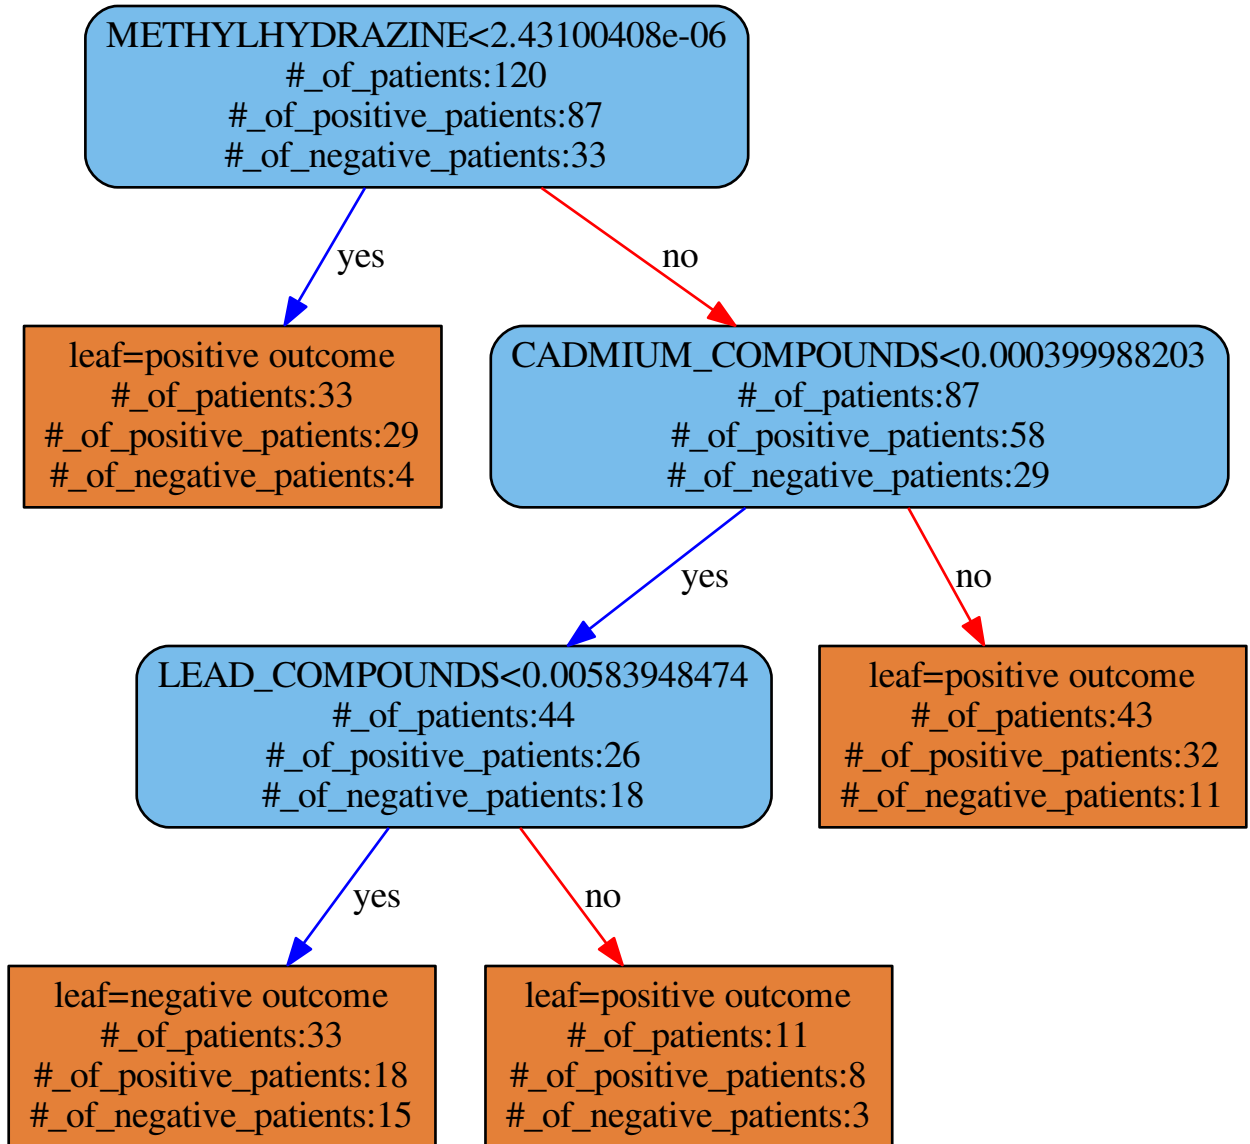 METHYLHYDRAZINE<2.43100408e-06
#_of_patients:120
#_of_positive_patients:87
#_of_negative_patients:33
yes
no
leaf=positive outcome
#_of_patients:33
#_of_positive_patients:29
#_of_negative_patients:4
CADMIUM_COMPOUNDS<0.000399988203
#_of_patients:87
#_of_positive_patients:58
#_of_negative_patients:29
yes
no
LEAD_COMPOUNDS<0.00583948474
#_of_patients:44
#_of_positive_patients:26
#_of_negative_patients:18
leaf=positive outcome
#_of_patients:43
#_of_positive_patients:32
#_of_negative_patients:11
yes
no
leaf=negative outcome
#_of_patients:33
#_of_positive_patients:18
#_of_negative_patients:15
leaf=positive outcome
#_of_patients:11
#_of_positive_patients:8
#_of_negative_patients:3